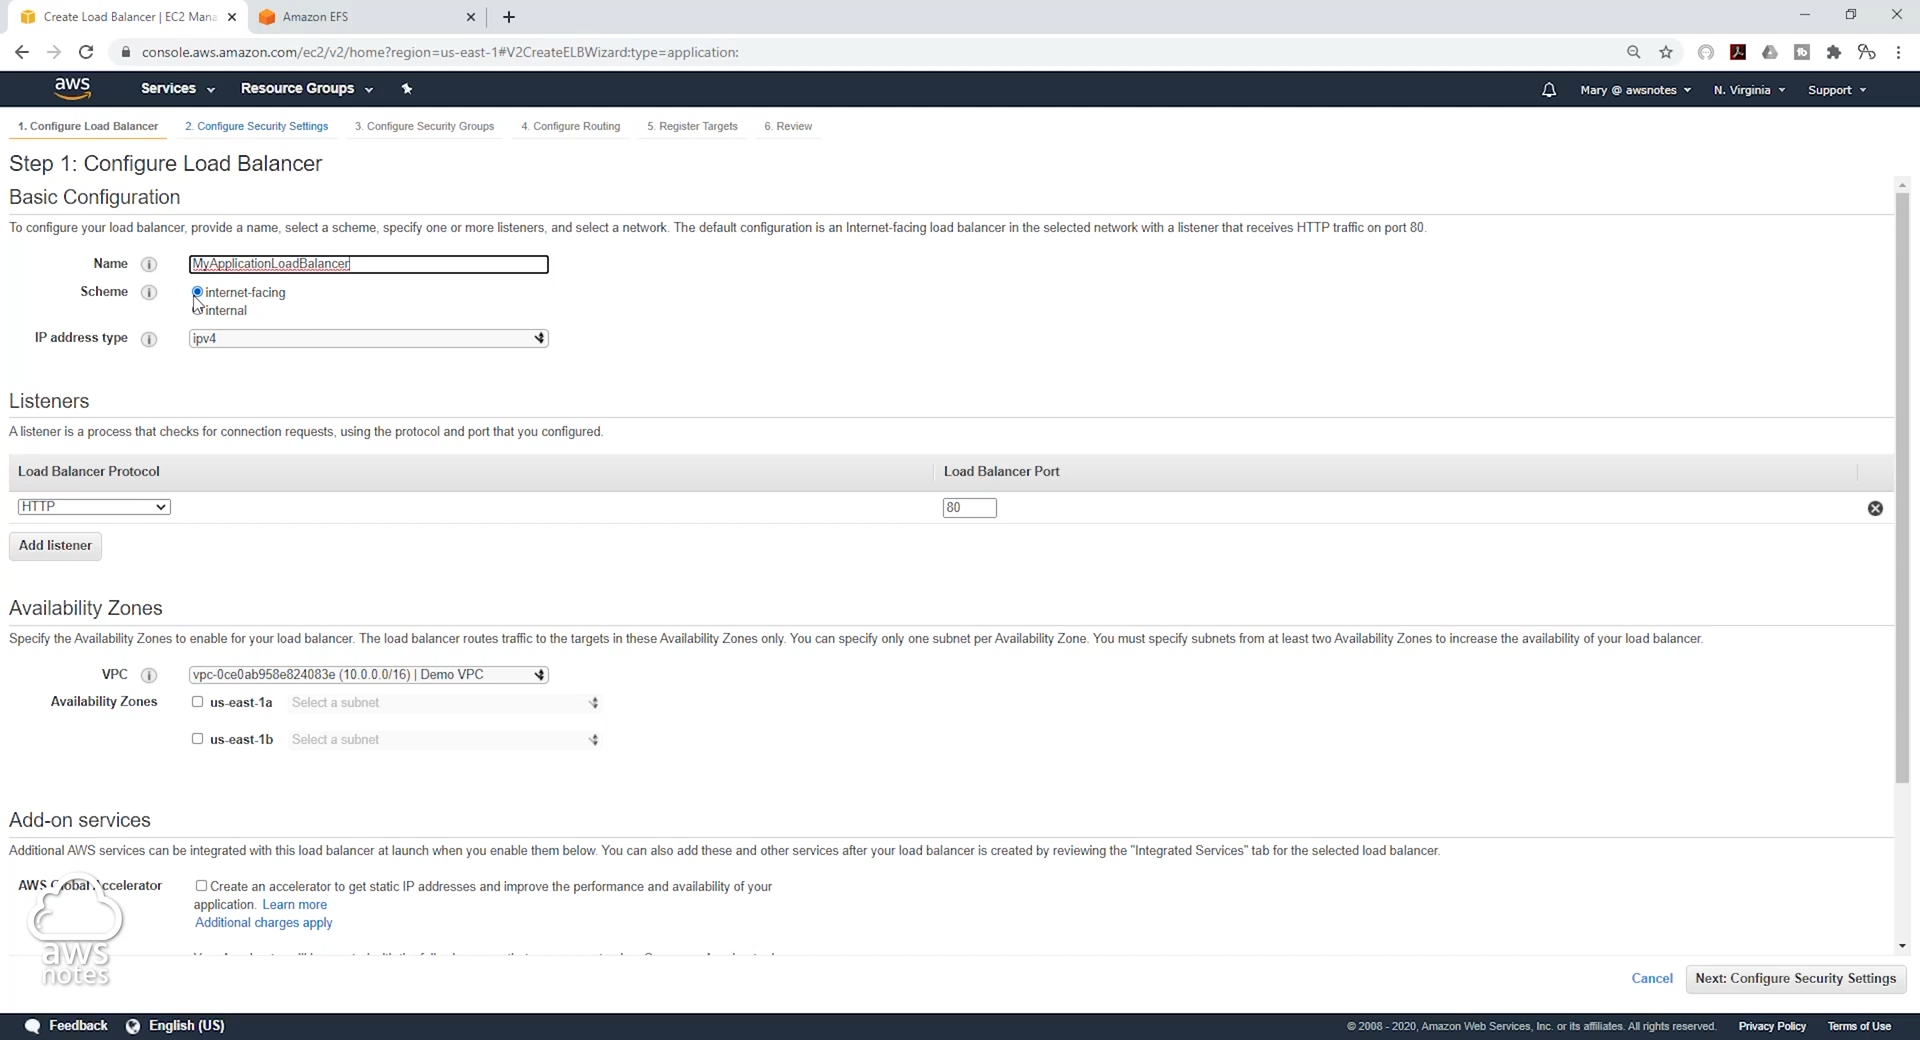 Create Load Balancer | EC2 Mana
Amazon EFS
console.aws.amazon.com/ec2/v2/home?region=us-east-1#V2CreateELBWizard:type=application:
aws
Services
Resource Groups
Mary @ awsnotes
N. Virginia
Support
1. Configure Load Balancer
2. Configure Security Settings
3. Configure Security Groups
4. Configure Routing
5. Register Targets
6. Review
Step 1: Configure Load Balancer
Basic Configuration
To configure your load balancer, provide a name, select a scheme, specify one or more listeners, and select a network. The default configuration is an Internet-facing load balancer in the selected network with a listener that receives HTTP traffic on port 80.
Name
MyApplicationLoadBalancer
Scheme
internet-facing
internal
IP address type
ipv4
Listeners
A listener is a process that checks for connection requests, using the protocol and port that you configured.
Load Balancer Protocol
Load Balancer Port
HTTP
80
Add listener
Availability Zones
Specify the Availability Zones to enable for your load balancer. The load balancer routes traffic to the targets in these Availability Zones only. You can specify only one subnet per Availability Zone. You must specify subnets from at least two Availability Zones to increase the availability of your load balancer.
VPC
vpc-0ce0ab958e824083e (10.0.0.0/16) | Demo VPC
Availability Zones
us-east-1a
Select a subnet
us-east-1b
Select a subnet
Add-on services
Additional AWS services can be integrated with this load balancer at launch when you enable them below. You can also add these and other services after your load balancer is created by reviewing the "Integrated Services" tab for the selected load balancer.
AWS Global Accelerator
Create an accelerator to get static IP addresses and improve the performance and availability of your
application. Learn more
Additional charges apply
aws
notes
Cancel
Next: Configure Security Settings
Feedback
English (US)
© 2008 - 2020, Amazon Web Services, Inc. or its affiliates. All rights reserved.
Privacy Policy
Terms of Use